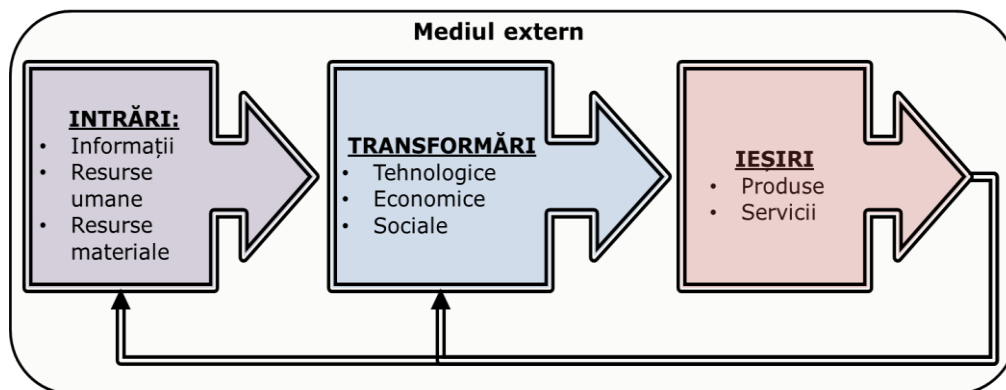 Mediul extern
INTRĂRI:
• Informații
• Resurse
umane
• Resurse
materiale
TRANSFORMĂRI
• Tehnologice
• Economice
• Sociale
IEȘIRI
• Produse
• Servicii